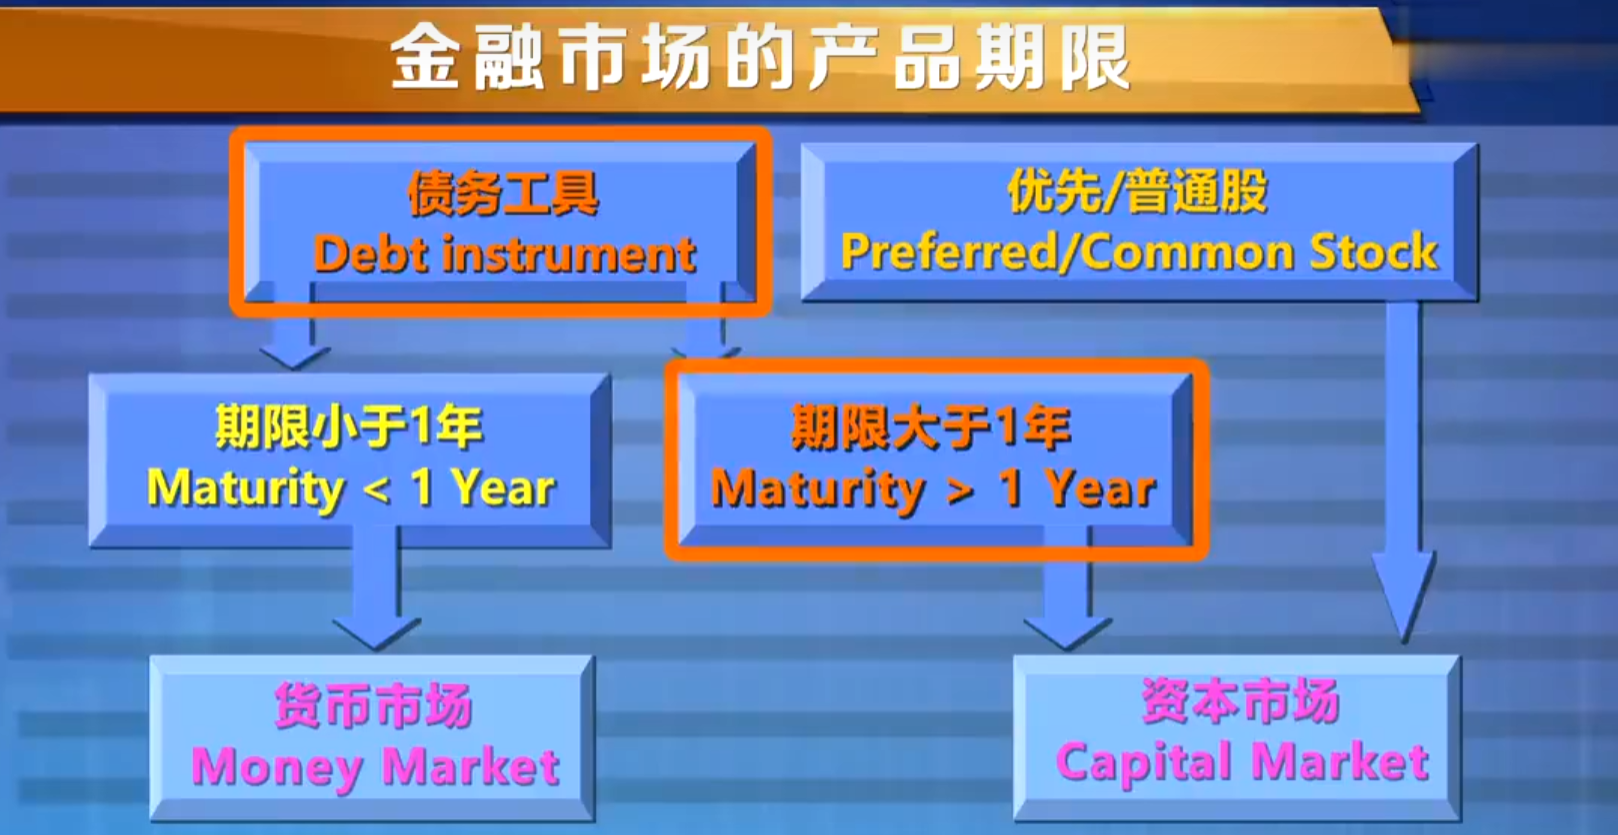 金融市场的产品期限
债务工具
Debt instrument
优先/普通股
Preferred/Common Stock
期限小于1年
Maturity < 1 Year
期限大于1年
Maturity > 1 Year
货币市场
Money Market
资本市场
Capital Market